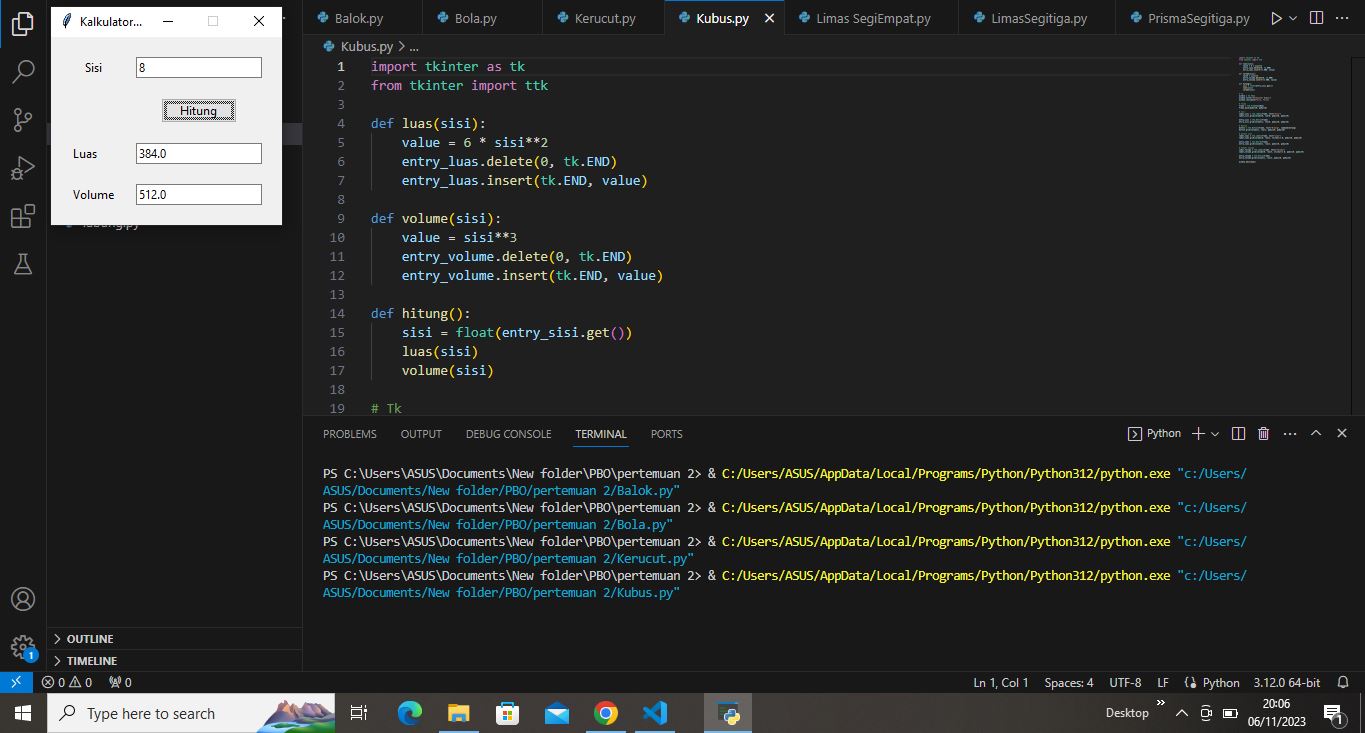 Kalkulator...
Sisi 8
Hitung
Luas 384.0
Volume 512.0
Balok.py Bola.py Kerucut.py Kubus.py Limas SegiEmpat.py LimasSegitiga.py PrismaSegitiga.py
Kubus.py > ...
1 import tkinter as tk
2 from tkinter import ttk
3
4 def luas(sisi):
5 value = 6 * sisi**2
6 entry_luas.delete(0, tk.END)
7 entry_luas.insert(tk.END, value)
8
9 def volume(sisi):
10 value = sisi**3
11 entry_volume.delete(0, tk.END)
12 entry_volume.insert(tk.END, value)
13
14 def hitung():
15 sisi = float(entry_sisi.get())
16 luas(sisi)
17 volume(sisi)
18
19 # Tk
PROBLEMS OUTPUT DEBUG CONSOLE TERMINAL PORTS Python
PS C:\Users\ASUS\Documents\New folder\PBO\pertemuan 2> & C:/Users/ASUS/AppData/Local/Programs/Python/Python312/python.exe "c:/Users/
ASUS/Documents/New folder/PBO/pertemuan 2/Balok.py"
PS C:\Users\ASUS\Documents\New folder\PBO\pertemuan 2> & C:/Users/ASUS/AppData/Local/Programs/Python/Python312/python.exe "c:/Users/
ASUS/Documents/New folder/PBO/pertemuan 2/Bola.py"
PS C:\Users\ASUS\Documents\New folder\PBO\pertemuan 2> & C:/Users/ASUS/AppData/Local/Programs/Python/Python312/python.exe "c:/Users/
ASUS/Documents/New folder/PBO/pertemuan 2/Kerucut.py"
PS C:\Users\ASUS\Documents\New folder\PBO\pertemuan 2> & C:/Users/ASUS/AppData/Local/Programs/Python/Python312/python.exe "c:/Users/
ASUS/Documents/New folder/PBO/pertemuan 2/Kubus.py"
OUTLINE
1
TIMELINE
0 0 0 Ln 1, Col 1 Spaces: 4 UTF-8 LF Python 3.12.0 64-bit
Type here to search
Desktop
20:06
06/11/2023
1